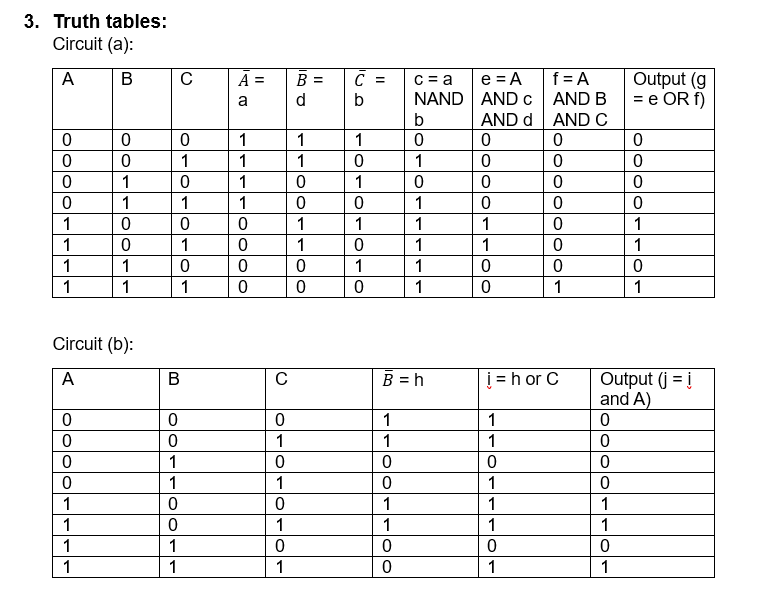 3. Truth tables:
Circuit (a):
A B C A̅ = a B̅ = d C̅ = b c = a NAND b e = A AND c AND d f = A AND B AND C Output (g = e OR f)
0 0 0 1 1 1 0 0 0 0
0 0 1 1 1 0 1 0 0 0
0 1 0 1 0 1 0 0 0 0
0 1 1 1 0 0 1 0 0 0
1 0 0 0 1 1 1 1 0 1
1 0 1 0 1 0 1 1 0 1
1 1 0 0 0 1 1 0 0 0
1 1 1 0 0 0 1 0 1 1
Circuit (b):
A B C B̅ = h i = h or C Output (j = i and A)
0 0 0 1 1 0
0 0 1 1 1 0
0 1 0 0 0 0
0 1 1 0 1 0
1 0 0 1 1 1
1 0 1 1 1 1
1 1 0 0 0 0
1 1 1 0 1 1